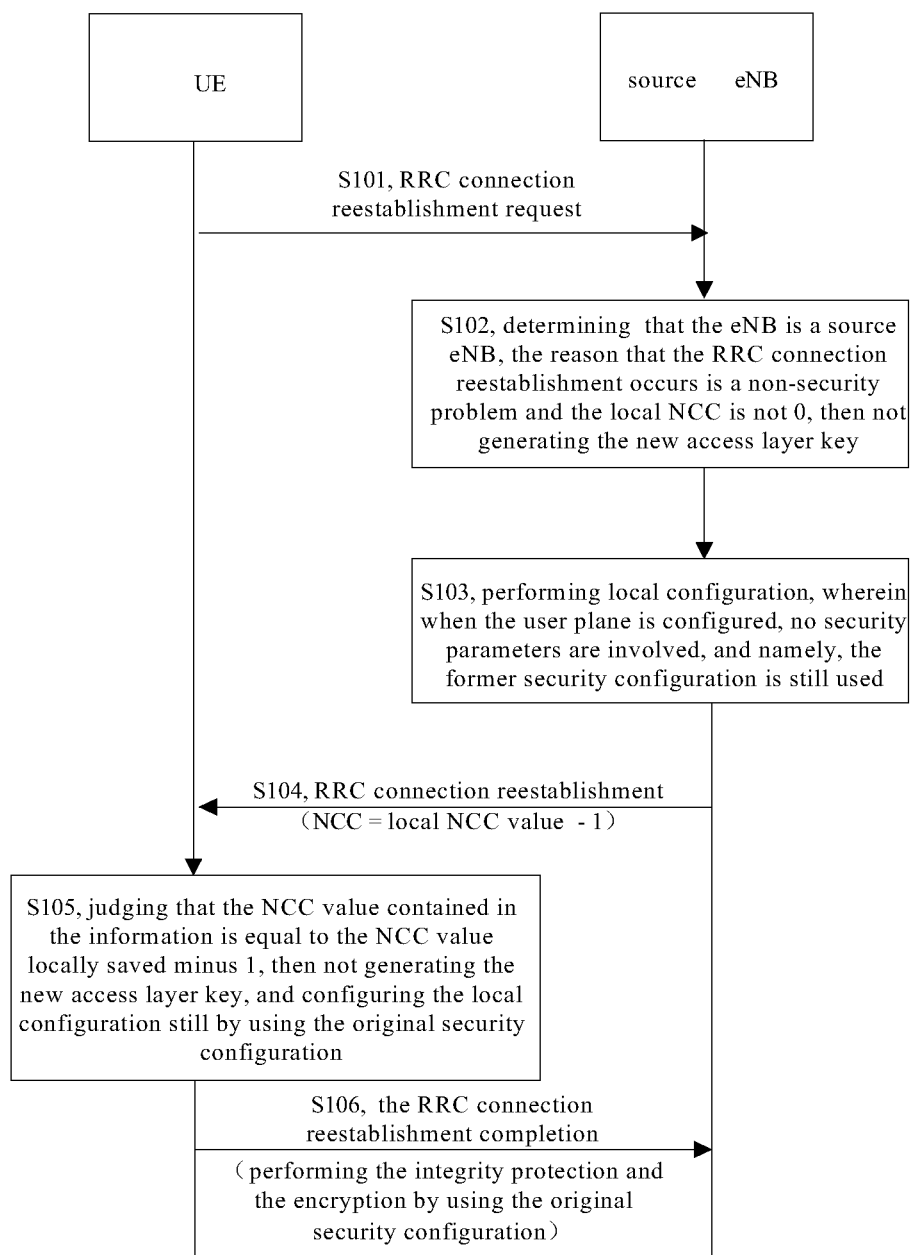 UE
source eNB
S101, RRC connection
reestablishment request
S102, determining that the eNB is a source
eNB, the reason that the RRC connection
reestablishment occurs is a non-security
problem and the local NCC is not 0, then not
generating the new access layer key
S103, performing local configuration, wherein
when the user plane is configured, no security
parameters are involved, and namely, the
former security configuration is still used
S104, RRC connection reestablishment
（NCC = local NCC value - 1）
S105, judging that the NCC value contained in
the information is equal to the NCC value
locally saved minus 1, then not generating the
new access layer key, and configuring the local
configuration still by using the original security
configuration
S106, the RRC connection
reestablishment completion
（performing the integrity protection and
the encryption by using the original
security configuration）